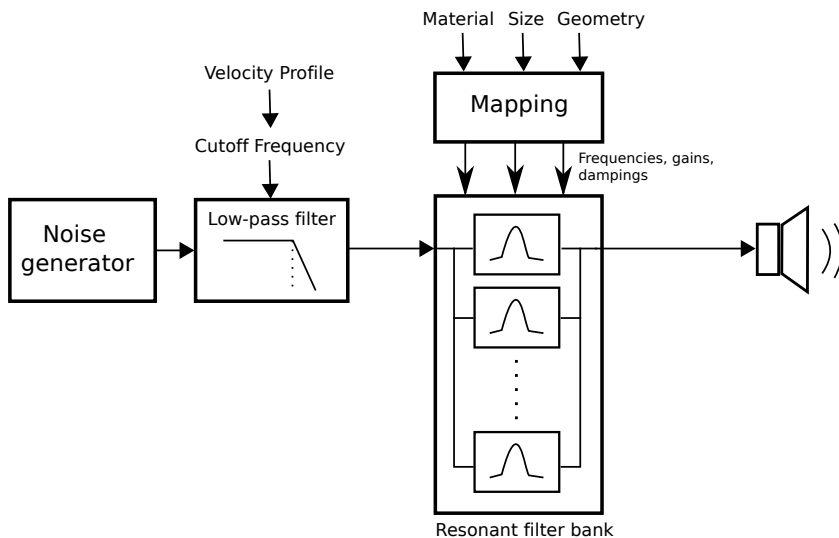 Material Size Geometry
Velocity Profile
Mapping
Cutoff Frequency
Frequencies, gains,
dampings
Low-pass filter
Noise
generator
Resonant filter bank